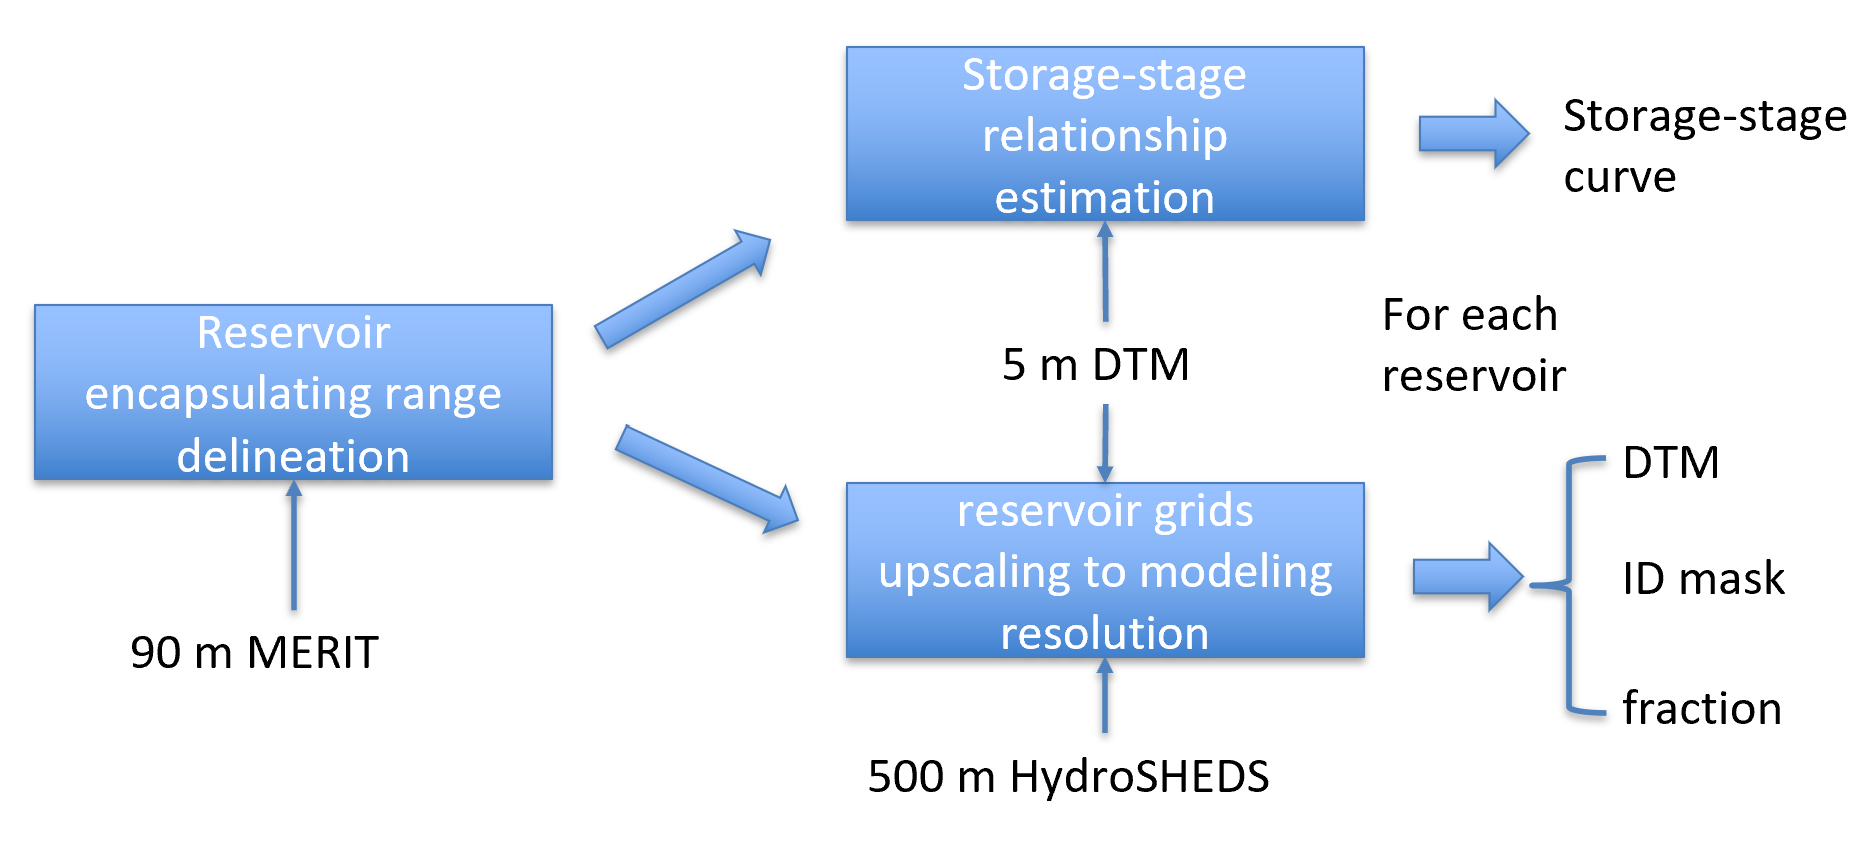 Storage-stage
relationship
estimation
Storage-stage
curve
Reservoir
encapsulating range
delineation
5 m DTM
For each
reservoir
90 m MERIT
reservoir grids
upscaling to modeling
resolution
DTM
ID mask
fraction
500 m HydroSHEDS